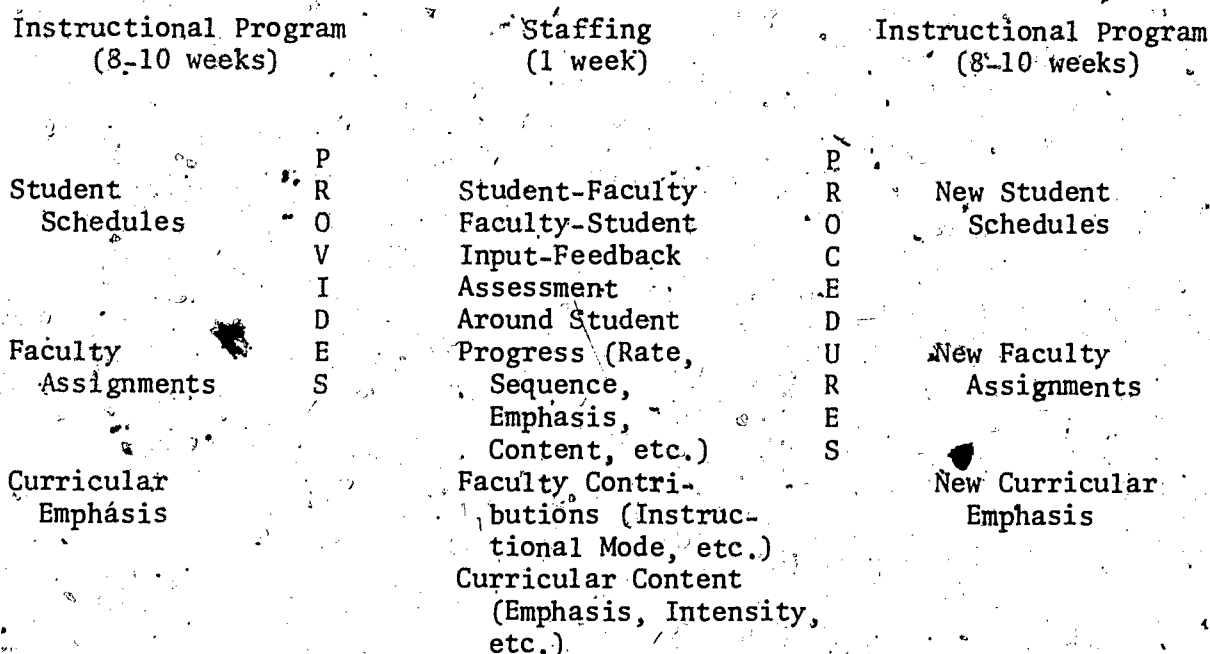 Instructional Program
(8-10 weeks)
Student
Schedules
Faculty
Assignments
Curricular
Emphasis
PROVIDES
Staffing
(1 week)
Student-Faculty
Faculty-Student
Input-Feedback
Assessment
Around Student
Progress (Rate,
Sequence,
Emphasis,
Content, etc.)
Faculty Contri-
butions (Instruc-
tional Mode, etc.)
Curricular Content
(Emphasis, Intensity,
etc.)
PROCEDURES
Instructional Program
(8-10 weeks)
New Student
Schedules
New Faculty
Assignments
New Curricular
Emphasis